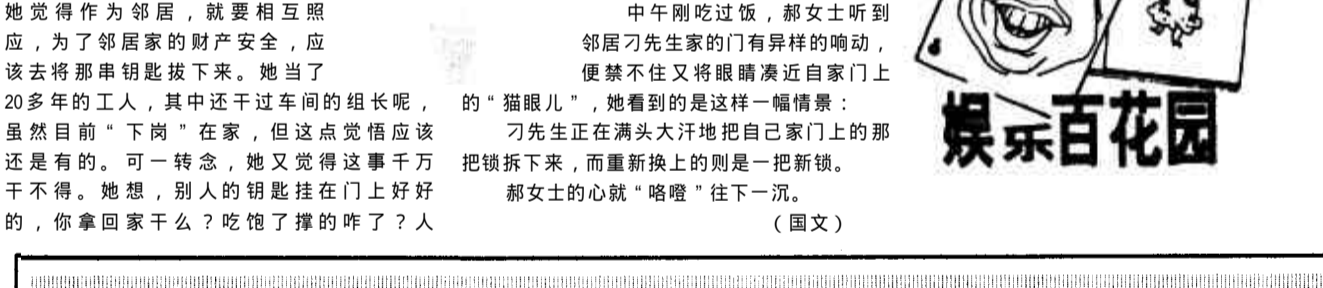 她觉得作为邻居，就要相互照
应，为了邻居家的财产安全，应
该去将那串钥匙拔下来。她当了
20多年的工人，其中还干过车间的组长呢，
虽然目前“下岗”在家，但这点觉悟应该
还是有的。可一转念，她又觉得这事千万
干不得。她想，别人的钥匙挂在门上好好
的，你拿回家干么？吃饱了撑的咋了？人
中午刚吃过饭，郝女士听到
邻居刁先生家的门有异样的响动，
便禁不住又将眼睛凑近自家门上
的“猫眼儿”，她看到的是这样一幅情景：
刁先生正在满头大汗地把自己家门上的那
把锁拆下来，而重新换上的则是一把新锁。
郝女士的心就“咯噔”往下一沉。
（国文）
娱乐百花园